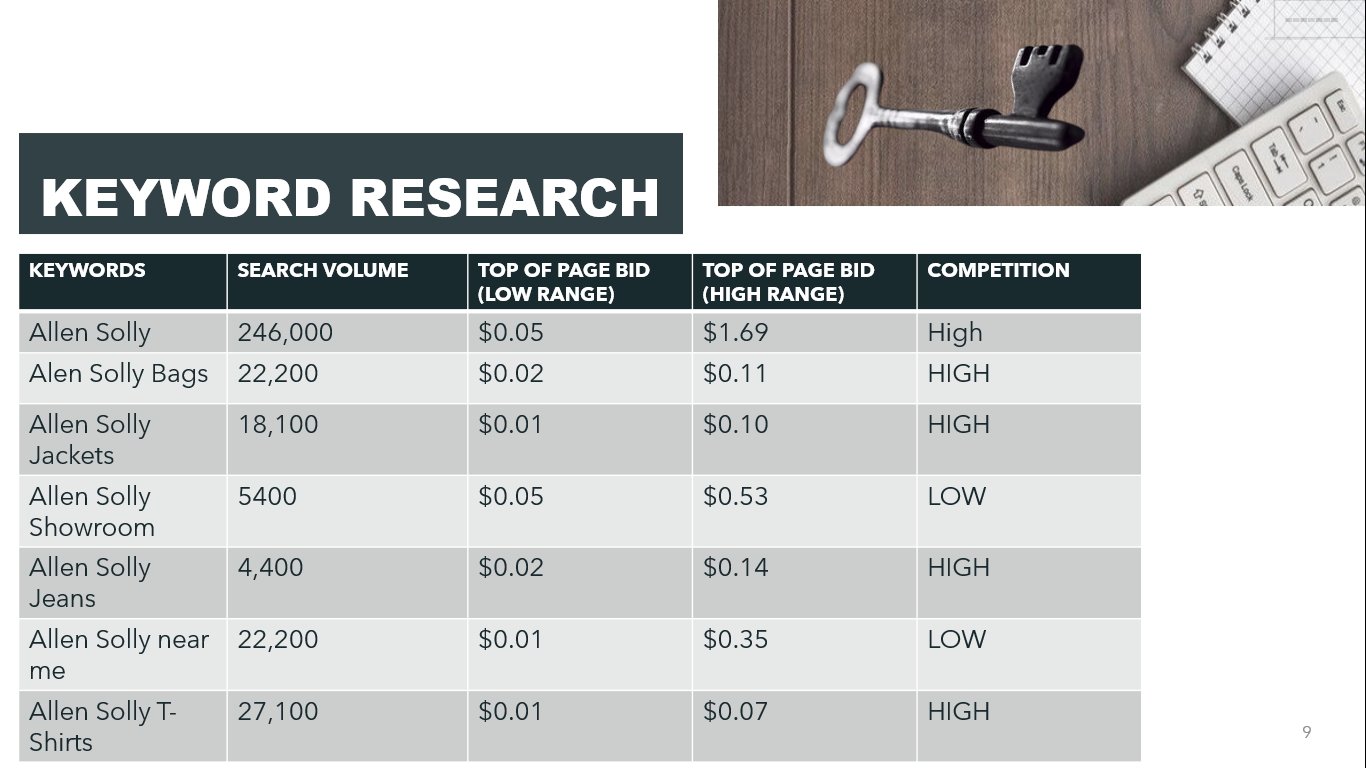 KEYWORD RESEARCH
KEYWORDS SEARCH VOLUME TOP OF PAGE BID (LOW RANGE) TOP OF PAGE BID (HIGH RANGE) COMPETITION
Allen Solly 246,000 $0.05 $1.69 High
Alen Solly Bags 22,200 $0.02 $0.11 HIGH
Allen Solly Jackets 18,100 $0.01 $0.10 HIGH
Allen Solly Showroom 5400 $0.05 $0.53 LOW
Allen Solly Jeans 4,400 $0.02 $0.14 HIGH
Allen Solly near me 22,200 $0.01 $0.35 LOW
Allen Solly T-Shirts 27,100 $0.01 $0.07 HIGH
9
Esc
Tab
Caps Lock